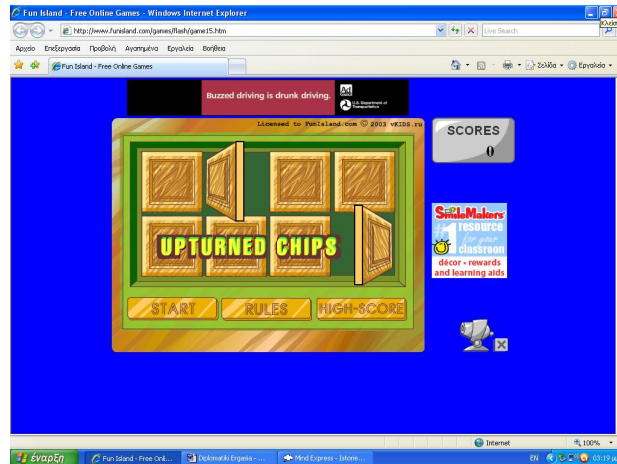 Fun Island - Free Online Games - Windows Internet Explorer
http://www.funisland.com/games/flash/game15.htm
Live Search
Αρχείο Επεξεργασία Προβολή Αγαπημένα Εργαλεία Βοήθεια
Fun Island - Free Online Games
Σελίδα Εργαλεία
Buzzed driving is drunk driving.
Ad
U.S. Department of
Transportation
Licensed to FunIsland.com © 2003 vKIDS.ru
SCORES
0
UPTURNED CHIPS
START RULES HIGH-SCORE
SmileMakers
#1 resource
for your
classroom
décor • rewards
and learning aids
Internet 100%
έναρξη Fun Island - Free Onli... Diplomatiki Ergasia - ... Mind Express - Istorie... EN 03:19 μμ